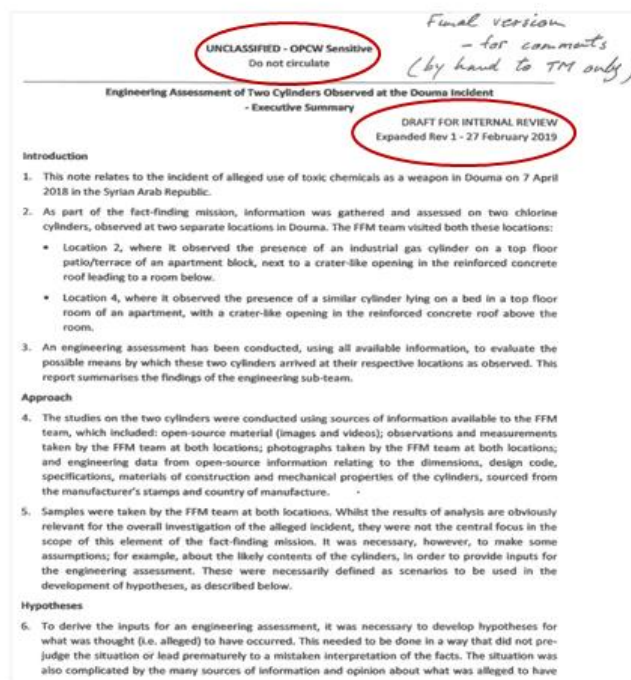 Final version
- for comments
(by hand to TM only)
UNCLASSIFIED - OPCW Sensitive
Do not circulate
Engineering Assessment of Two Cylinders Observed at the Douma Incident
- Executive Summary
DRAFT FOR INTERNAL REVIEW
Expanded Rev 1 - 27 February 2019
Introduction
1. This note relates to the incident of alleged use of toxic chemicals as a weapon in Douma on 7 April
2018 in the Syrian Arab Republic.
2. As part of the fact-finding mission, information was gathered and assessed on two chlorine
cylinders, observed at two separate locations in Douma. The FFM team visited both these locations:
• Location 2, where it observed the presence of an industrial gas cylinder on a top floor
patio/terrace of an apartment block, next to a crater-like opening in the reinforced concrete
roof leading to a room below.
• Location 4, where it observed the presence of a similar cylinder lying on a bed in a top floor
room of an apartment, with a crater-like opening in the reinforced concrete roof above the
room.
3. An engineering assessment has been conducted, using all available information, to evaluate the
possible means by which these two cylinders arrived at their respective locations as observed. This
report summarises the findings of the engineering sub-team.
Approach
4. The studies on the two cylinders were conducted using sources of information available to the FFM
team, which included: open-source material (images and videos); observations and measurements
taken by the FFM team at both locations; photographs taken by the FFM team at both locations;
and engineering data from open-source information relating to the dimensions, design code,
specifications, materials of construction and mechanical properties of the cylinders, sourced from
the manufacturer's stamps and country of manufacture.
5. Samples were taken by the FFM team at both locations. Whilst the results of analysis are obviously
relevant for the overall investigation of the alleged incident, they were not the central focus in the
scope of this element of the fact-finding mission. It was necessary, however, to make some
assumptions; for example, about the likely contents of the cylinders, in order to provide inputs for
the engineering assessment. These were necessarily defined as scenarios to be used in the
development of hypotheses, as described below.
Hypotheses
6. To derive the inputs for an engineering assessment, it was necessary to develop hypotheses for
what was thought (i.e. alleged) to have occurred. This needed to be done in a way that did not pre-
judge the situation or lead prematurely to a mistaken interpretation of the facts. The situation was
also complicated by the many sources of information and opinion about what was alleged to have